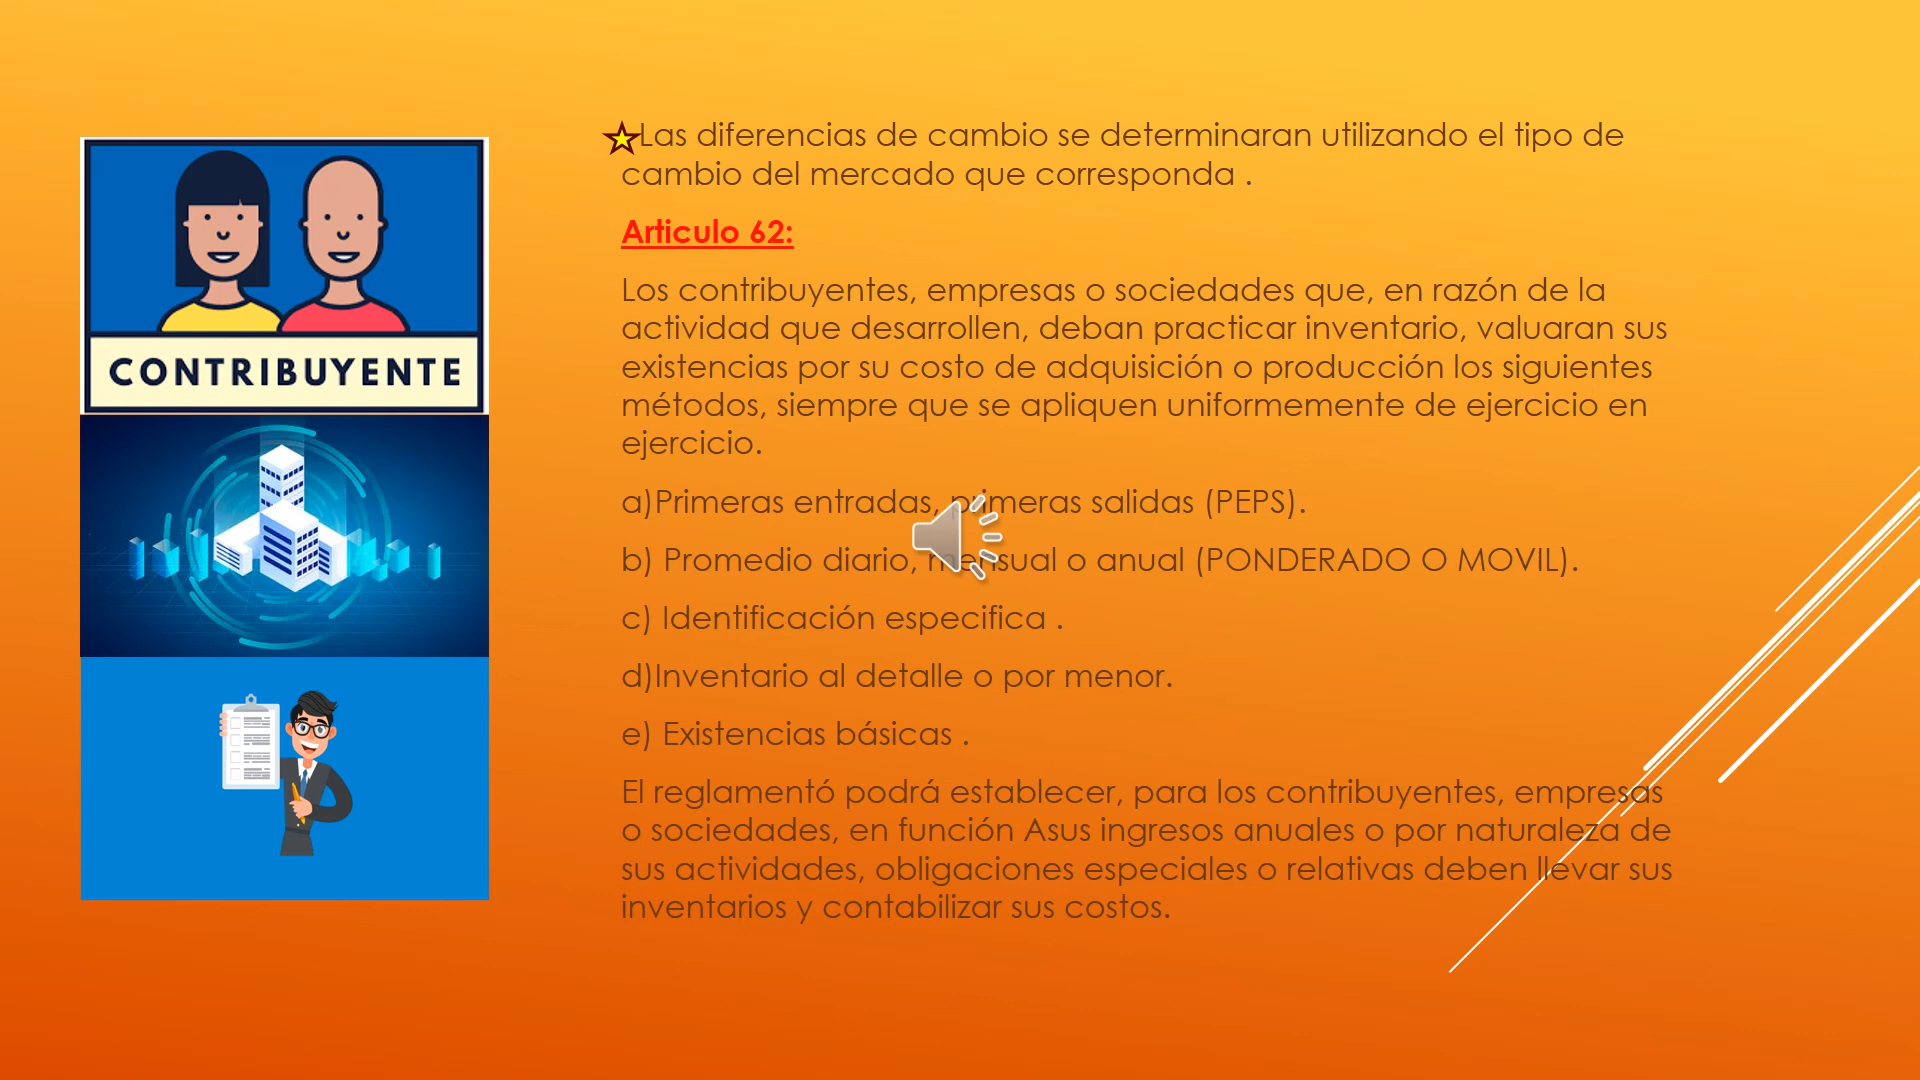 Las diferencias de cambio se determinaran utilizando el tipo de
cambio del mercado que corresponda .
Articulo 62:
Los contribuyentes, empresas o sociedades que, en razón de la
actividad que desarrollen, deban practicar inventario, valuaran sus
existencias por su costo de adquisición o producción los siguientes
métodos, siempre que se apliquen uniformemente de ejercicio en
ejercicio.
a)Primeras entradas, primeras salidas (PEPS).
b) Promedio diario, mensual o anual (PONDERADO O MOVIL).
c) Identificación especifica .
d)Inventario al detalle o por menor.
e) Existencias básicas .
El reglamentó podrá establecer, para los contribuyentes, empresas
o sociedades, en función Asus ingresos anuales o por naturaleza de
sus actividades, obligaciones especiales o relativas deben llevar sus
inventarios y contabilizar sus costos.
CONTRIBUYENTE